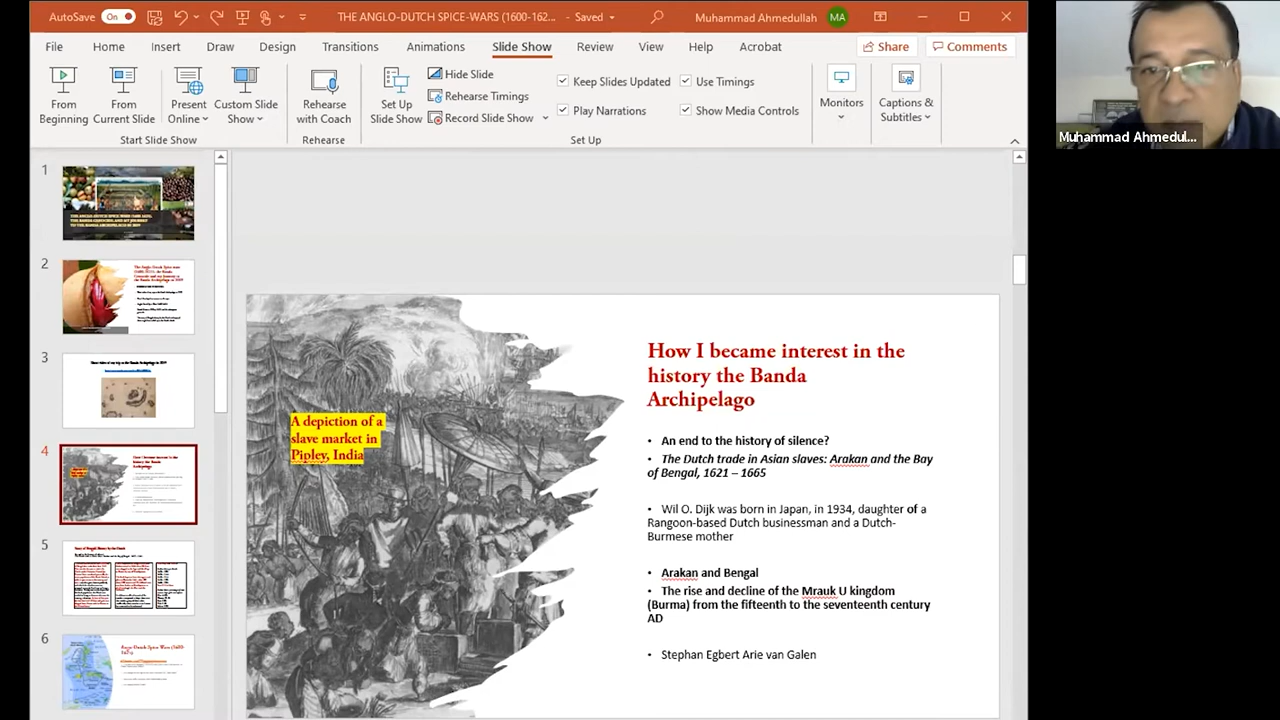 AutoSave On THE ANGLO-DUTCH SPICE-WARS (1600-162... - Saved Muhammad Ahmedullah MA
File Home Insert Draw Design Transitions Animations Slide Show Review View Help Acrobat Share Comments
From Beginning
From Current Slide
Present Online
Custom Slide Show
Start Slide Show
Rehearse with Coach
Rehearse
Set Up Slide Show
Hide Slide
Rehearse Timings
Record Slide Show
Keep Slides Updated
Use Timings
Play Narrations
Show Media Controls
Set Up
Monitors
Captions & Subtitles
Muhammad Ahmedul...
1
2
3
4
5
6
A depiction of a
slave market in
Pipley, India
How I became interest in the
history the Banda
Archipelago
• An end to the history of silence?
• The Dutch trade in Asian slaves: Arakan and the Bay
of Bengal, 1621 – 1665
• Wil O. Dijk was born in Japan, in 1934, daughter of a
Rangoon-based Dutch businessman and a Dutch-
Burmese mother
• Arakan and Bengal
• The rise and decline of the Mrauk U kingdom
(Burma) from the fifteenth to the seventeenth century
AD
• Stephan Egbert Arie van Galen